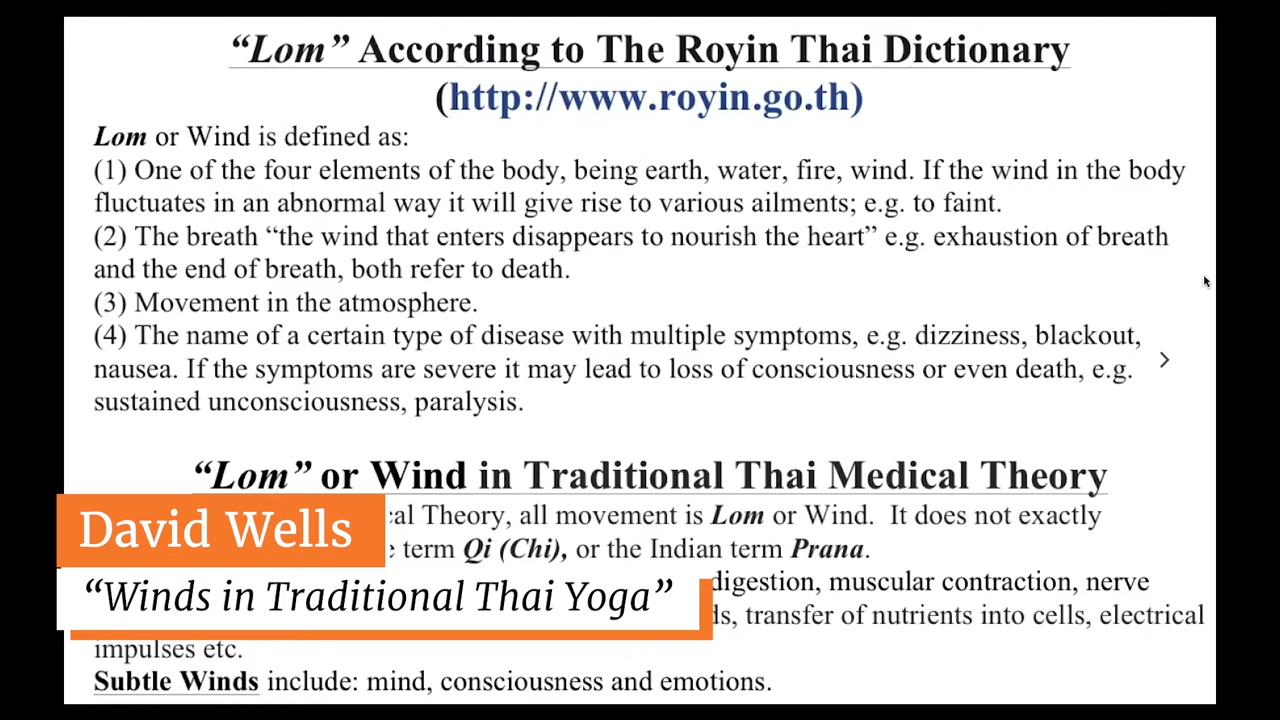 “Lom” According to The Royin Thai Dictionary
(http://www.royin.go.th)
Lom or Wind is defined as:
(1) One of the four elements of the body, being earth, water, fire, wind. If the wind in the body
fluctuates in an abnormal way it will give rise to various ailments; e.g. to faint.
(2) The breath “the wind that enters disappears to nourish the heart” e.g. exhaustion of breath
and the end of breath, both refer to death.
(3) Movement in the atmosphere.
(4) The name of a certain type of disease with multiple symptoms, e.g. dizziness, blackout,
nausea. If the symptoms are severe it may lead to loss of consciousness or even death, e.g.
sustained unconsciousness, paralysis.
“Lom” or Wind in Traditional Thai Medical Theory
Theory, all movement is Lom or Wind. It does not exactly
David Wells
term Qi (Chi), or the Indian term Prana.
digestion, muscular contraction, nerve
“Winds in Traditional Thai Yoga”
transfer of nutrients into cells, electrical
impulses etc.
Subtle Winds include: mind, consciousness and emotions.